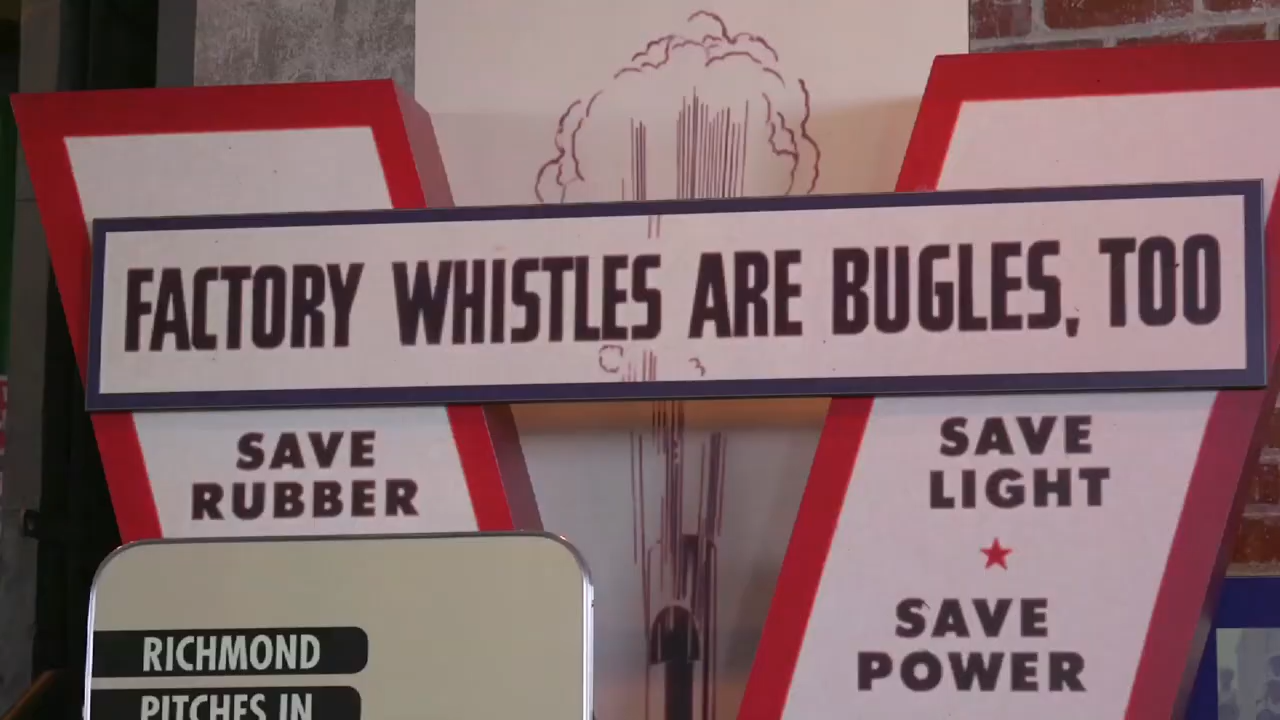 FACTORY WHISTLES ARE BUGLES, TOO
SAVE
RUBBER
SAVE
LIGHT
SAVE
POWER
RICHMOND
PITCHES IN